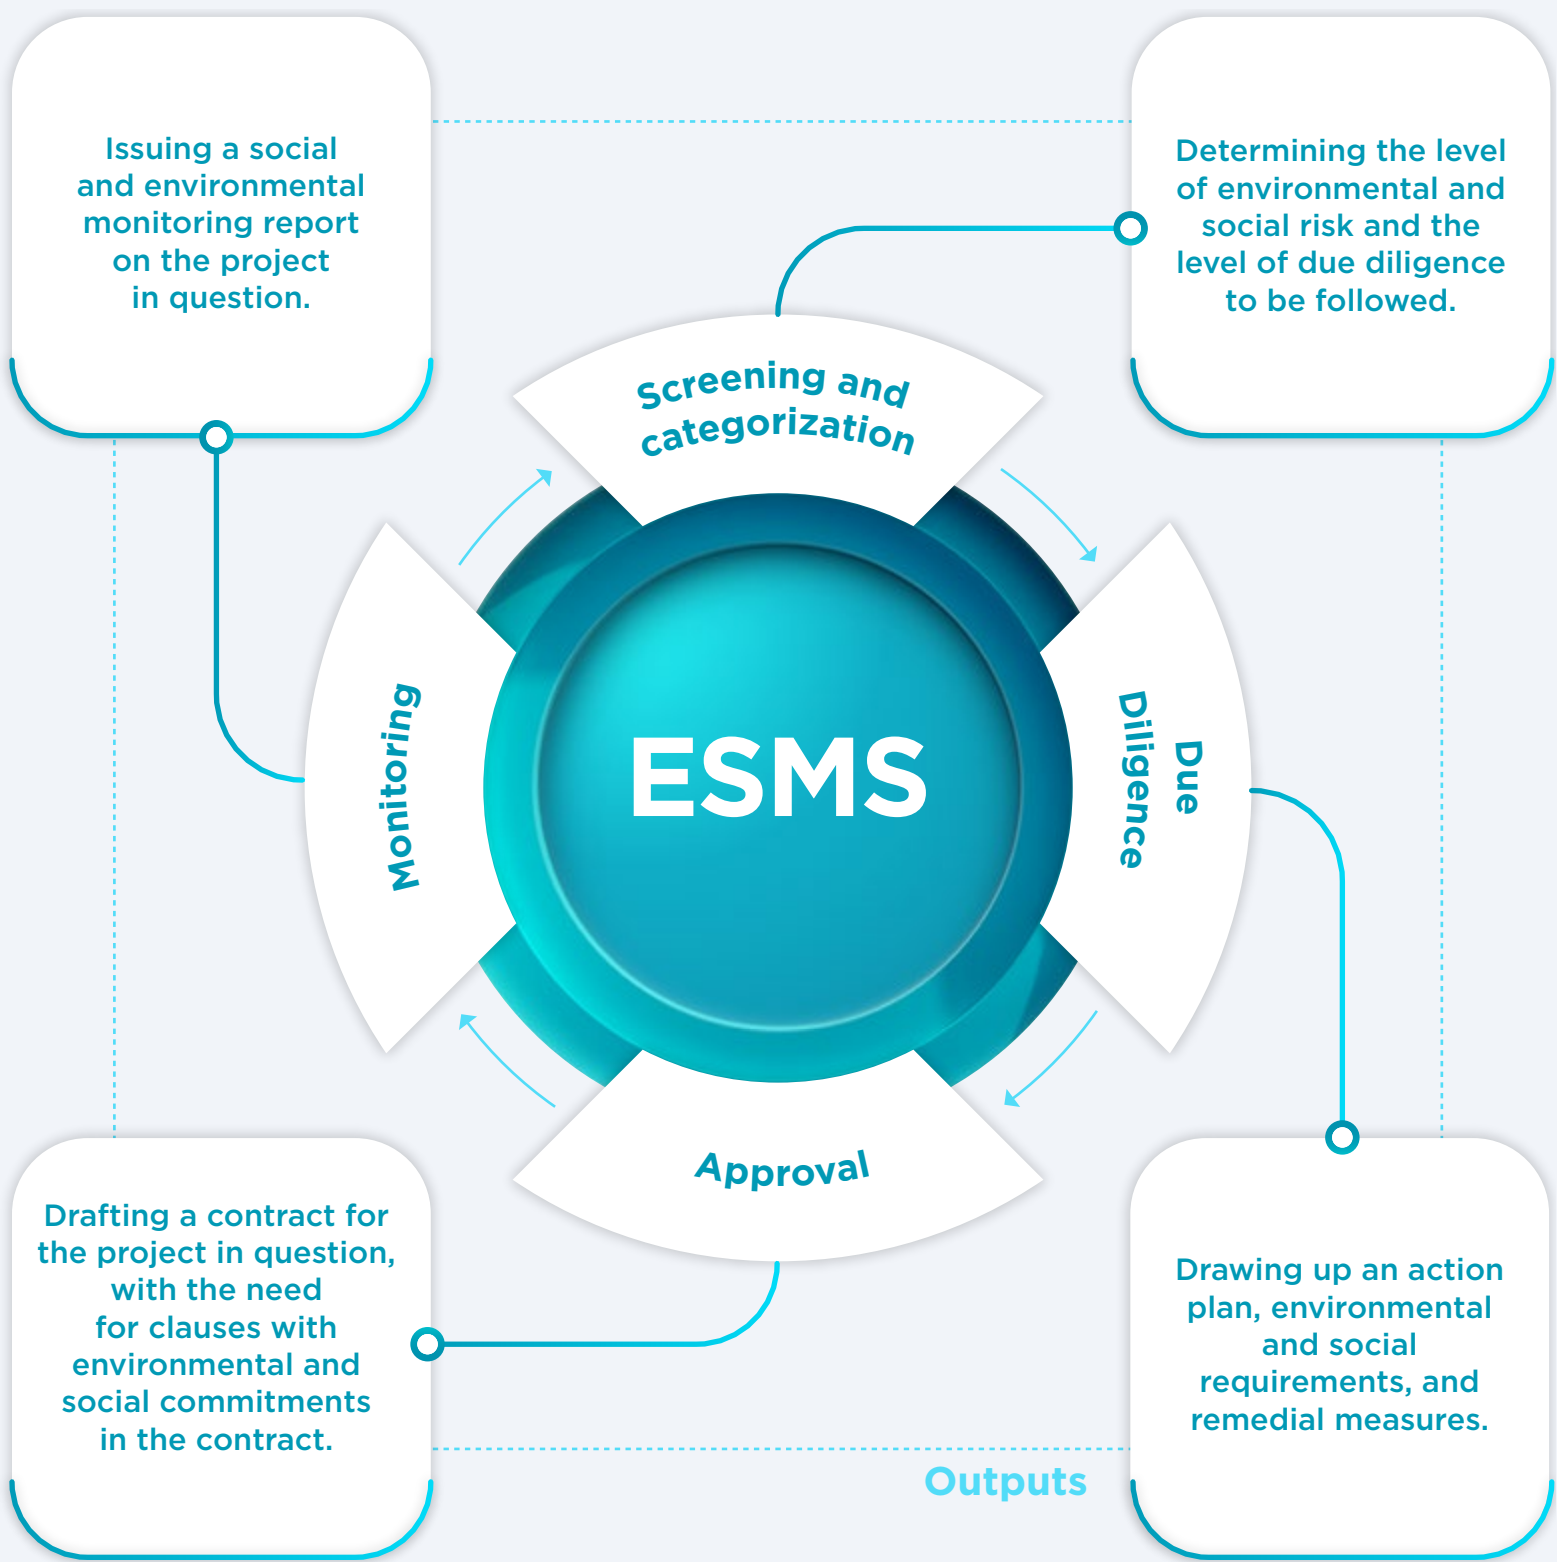 Issuing a social
and environmental
monitoring report
on the project
in question.
Determining the level
of environmental and
social risk and the
level of due diligence
to be followed.
Screening and
categorization
Monitoring
ESMS
Due
Diligence
Approval
Drafting a contract for
the project in question,
with the need
for clauses with
environmental and
social commitments
in the contract.
Drawing up an action
plan, environmental
and social
requirements, and
remedial measures.
Outputs